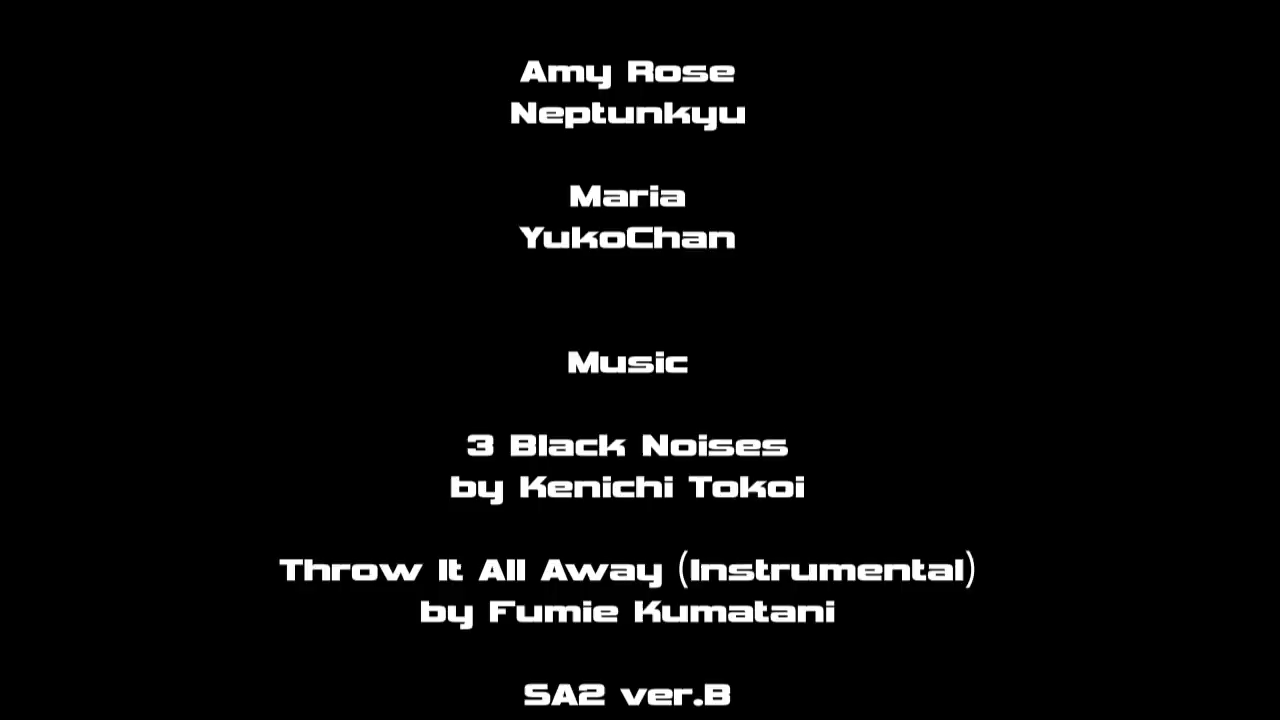 Amy Rose
Neptunkyu
Maria
YukoChan
Music
3 Black Noises
by Kenichi Tokoi
Throw It All Away (Instrumental)
by Fumie Kumatani
SA2 ver.B